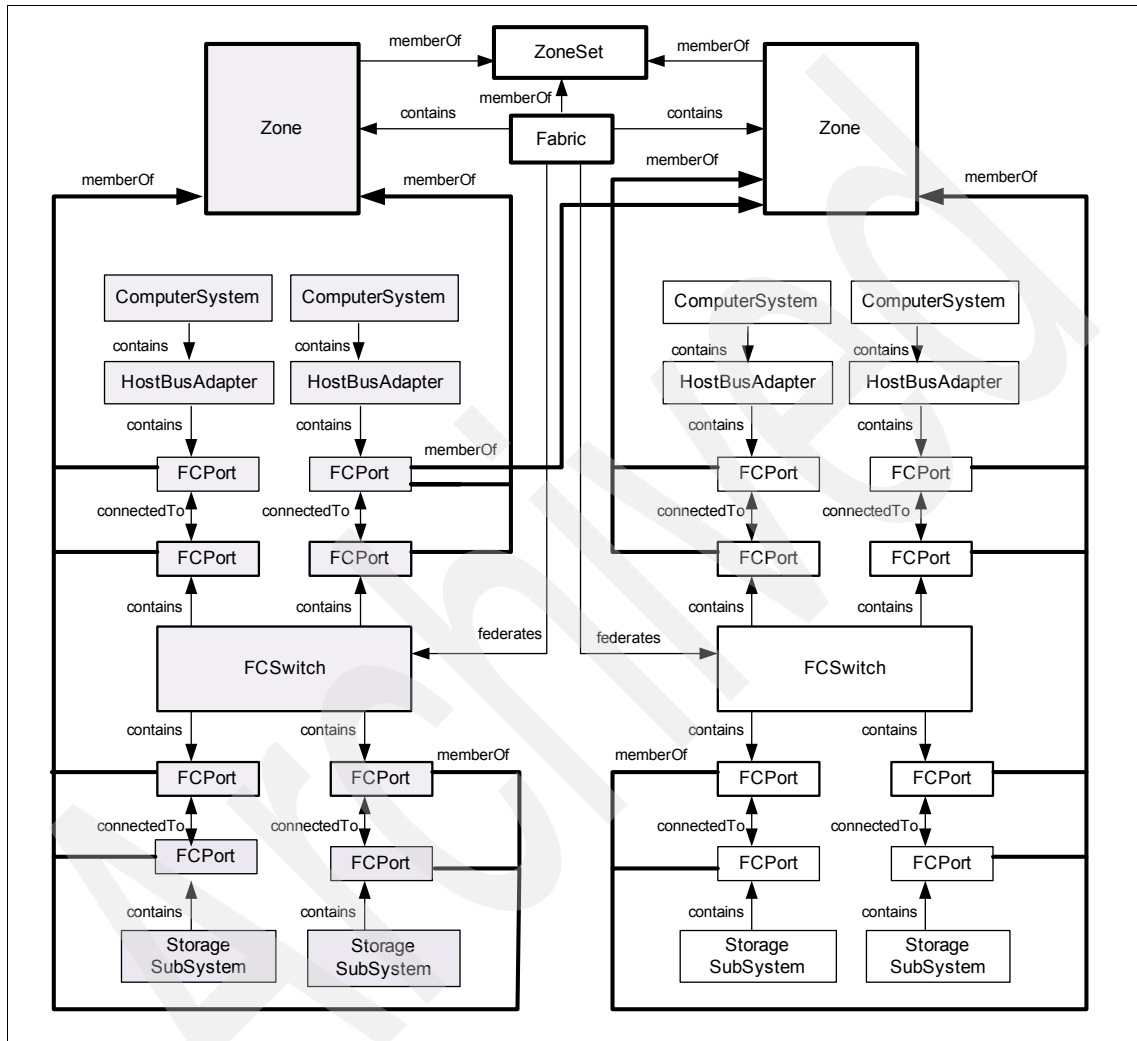 memberOf
ZoneSet
memberOf
memberOf
contains
contains
Zone
Fabric
Zone
memberOf
memberOf
memberOf
memberOf
ComputerSystem
ComputerSystem
ComputerSystem
ComputerSystem
contains
contains
contains
contains
HostBusAdapter
HostBusAdapter
HostBusAdapter
HostBusAdapter
contains
contains
contains
contains
memberOf
FCPort
FCPort
FCPort
FCPort
connectedTo
connectedTo
connectedTo
connectedTo
FCPort
FCPort
FCPort
FCPort
contains
contains
contains
contains
federates
federates
FCSwitch
FCSwitch
contains
contains
contains
contains
memberOf
memberOf
FCPort
FCPort
FCPort
FCPort
connectedTo
connectedTo
connectedTo
connectedTo
FCPort
FCPort
FCPort
FCPort
contains
contains
contains
contains
Storage
SubSystem
Storage
SubSystem
Storage
SubSystem
Storage
SubSystem
Archived